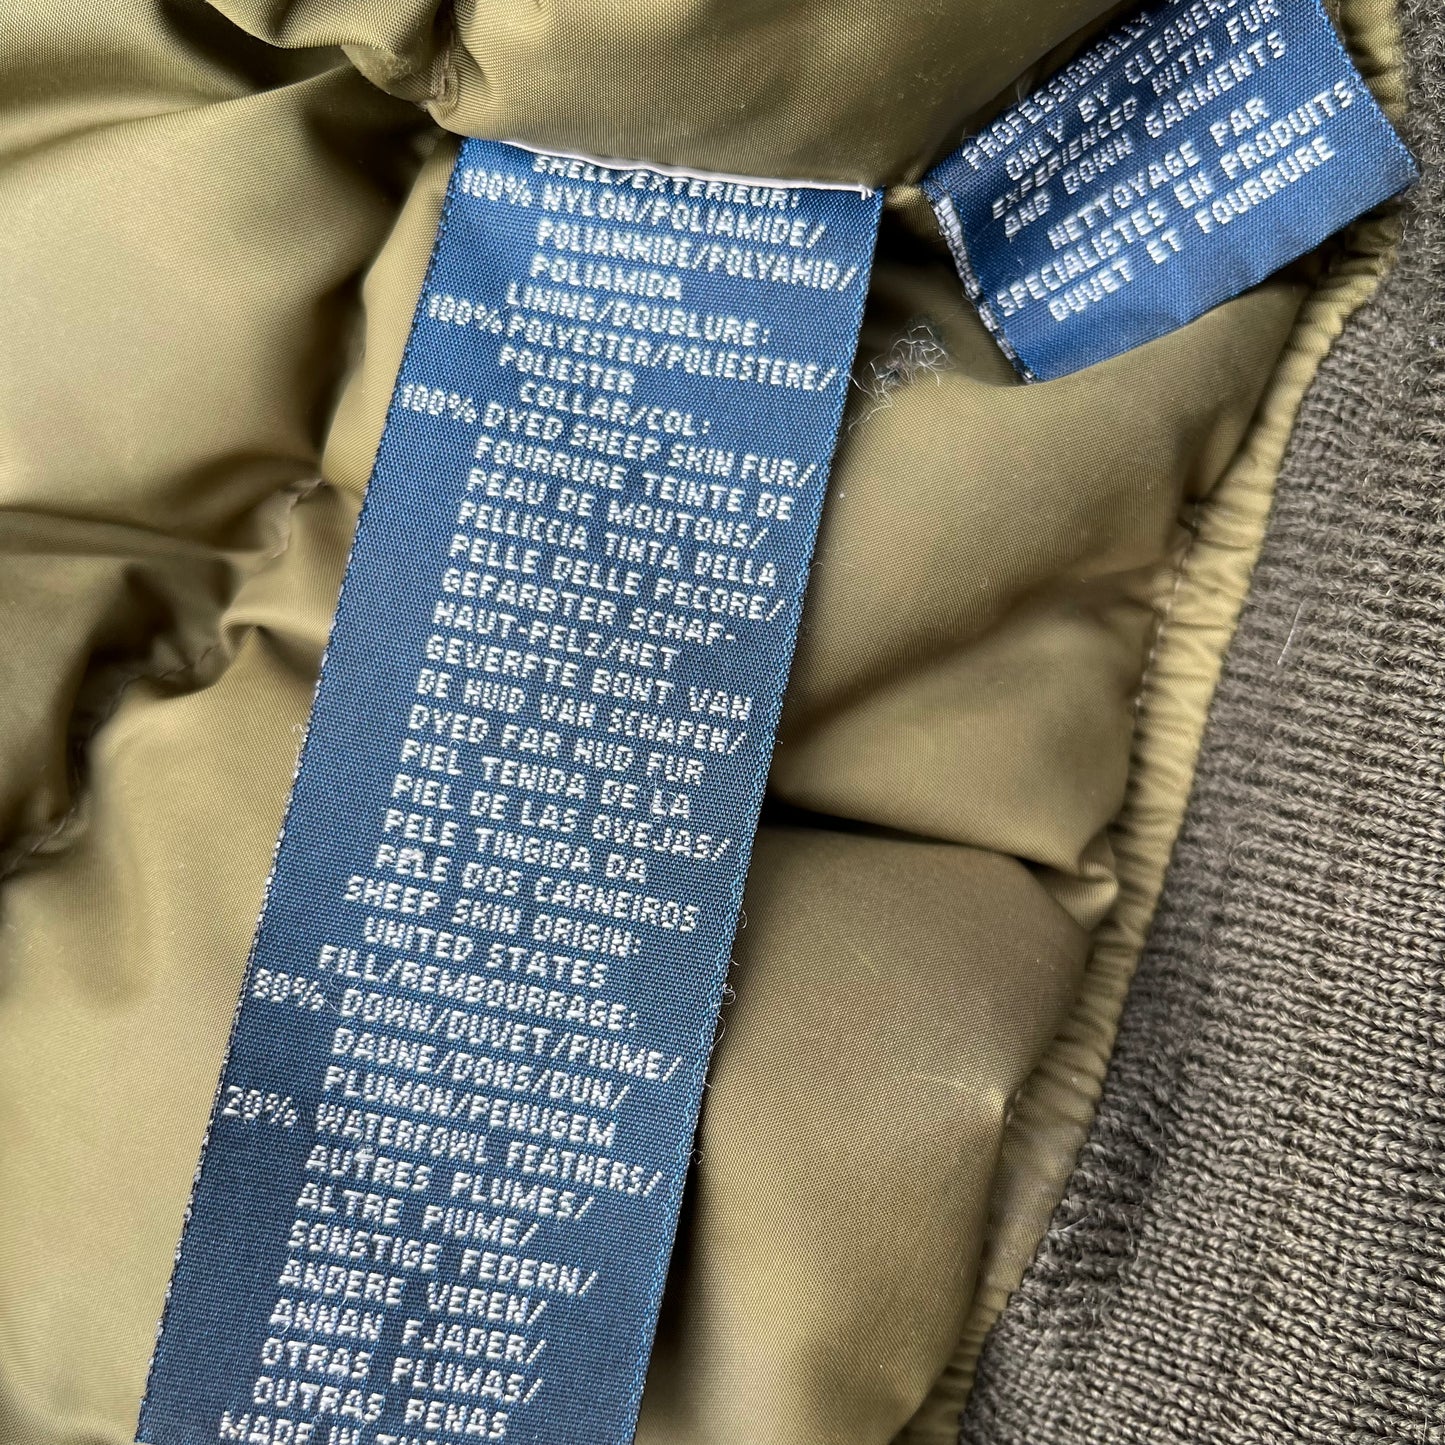 SHELL/EXTERIEUR:
100% NYLON/POLIAMIDE/
POLIAMMIDE/POLYAMID/
POLIAMIDA
LINING/DOUBLURE:
100% POLYESTER/POLIESTERE/
POLIESTER
COLLAR/COL:
100% DYED SHEEP SKIN FUR/
FOURRURE TEINTE DE
PEAU DE MOUTONS/
PELLICCIA TINTA DELLA
PELLE DELLE PECORE/
GEFARBTER SCHAF-
HAUT-PELZ/HET
GEVERFTE BONT VAN
DE HUID VAN SCHAPEN/
DYED FAR HUD FUR
PIEL TENIDA DE LA
PIEL DE LAS OVEJAS/
PELE TINGIDA DA
PELE DOS CARNEIROS
SHEEP SKIN ORIGIN:
UNITED STATES
FILL/REMBOURRAGE:
80% DOWN/DUVET/PIUME/
DAUNE/DONS/DUN/
PLUMON/PENUGEM
20% WATERFOWL FEATHERS/
AUTRES PLUMES/
ALTRE PIUME/
SONSTIGE FEDERN/
ANDERE VEREN/
ANNAN FJADER/
OTRAS PLUMAS/
OUTRAS PENAS
MADE IN
PROFESSIONALLY
ONLY BY CLEANERS
EXPERIENCED WITH FUR
AND DOWN GARMENTS
NETTOYAGE PAR
SPECIALISTES EN PRODUITS
DUVET ET FOURRURE